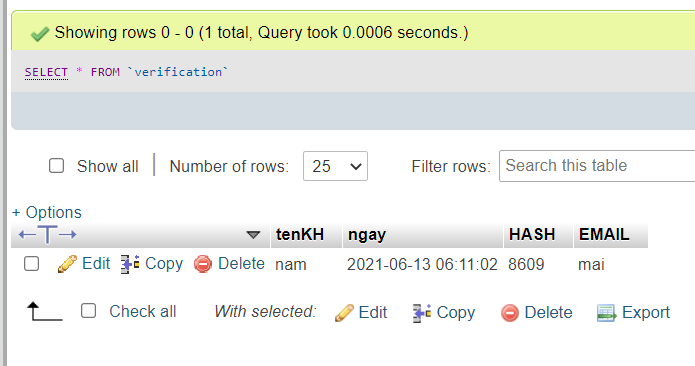 Showing rows 0 - 0 (1 total, Query took 0.0006 seconds.)
SELECT * FROM `verification`
Show all Number of rows: 25 Filter rows: Search this table
+ Options
tenKH ngay HASH EMAIL
Edit Copy Delete nam 2021-06-13 06:11:02 8609 mai
Check all With selected: Edit Copy Delete Export